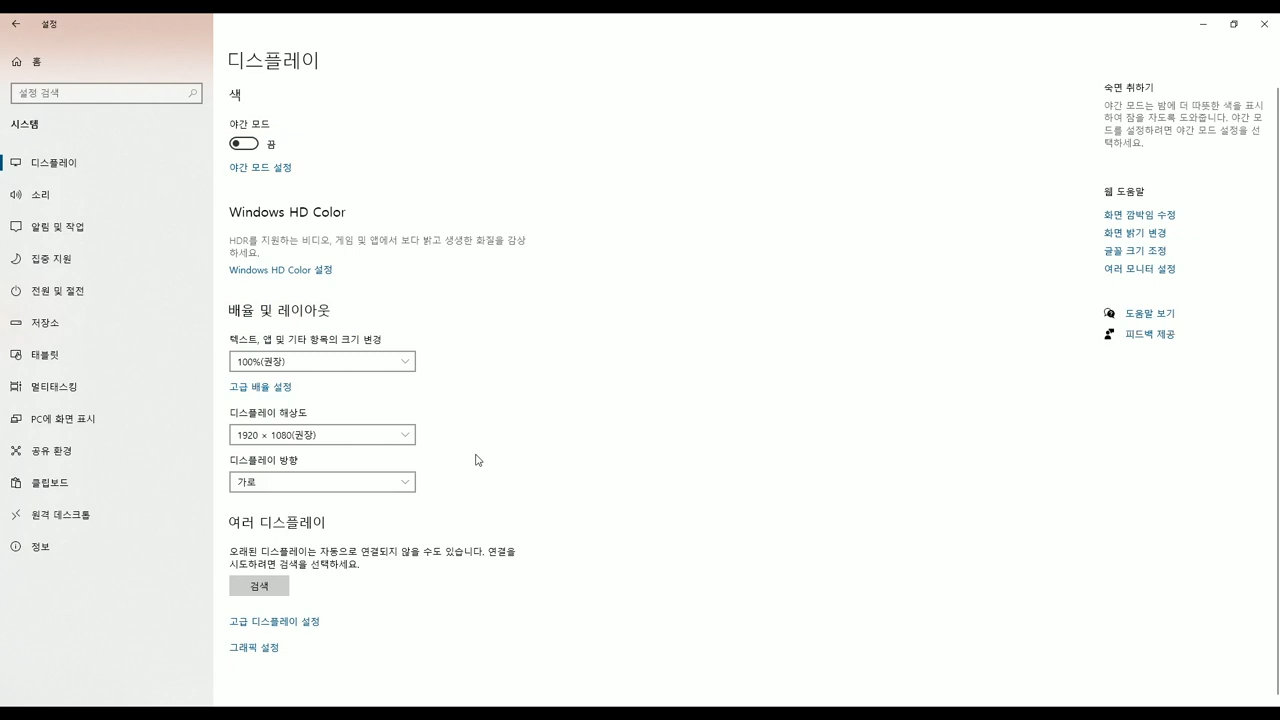 설정
홈
설정 검색
시스템
디스플레이
소리
알림 및 작업
집중 지원
전원 및 절전
저장소
태블릿
멀티태스킹
PC에 화면 표시
공유 환경
클립보드
원격 데스크톱
정보
디스플레이
색
야간 모드
끔
야간 모드 설정
Windows HD Color
HDR를 지원하는 비디오, 게임 및 앱에서 보다 밝고 생생한 화질을 감상
하세요.
Windows HD Color 설정
배율 및 레이아웃
텍스트, 앱 및 기타 항목의 크기 변경
100%(권장)
고급 배율 설정
디스플레이 해상도
1920 × 1080(권장)
디스플레이 방향
가로
여러 디스플레이
오래된 디스플레이는 자동으로 연결되지 않을 수도 있습니다. 연결을
시도하려면 검색을 선택하세요.
검색
고급 디스플레이 설정
그래픽 설정
숙면 취하기
야간 모드는 밤에 더 따뜻한 색을 표시
하여 잠을 자도록 도와줍니다. 야간 모
드를 설정하려면 야간 모드 설정을 선
택하세요.
웹 도움말
화면 깜박임 수정
화면 밝기 변경
글꼴 크기 조정
여러 모니터 설정
도움말 보기
피드백 제공